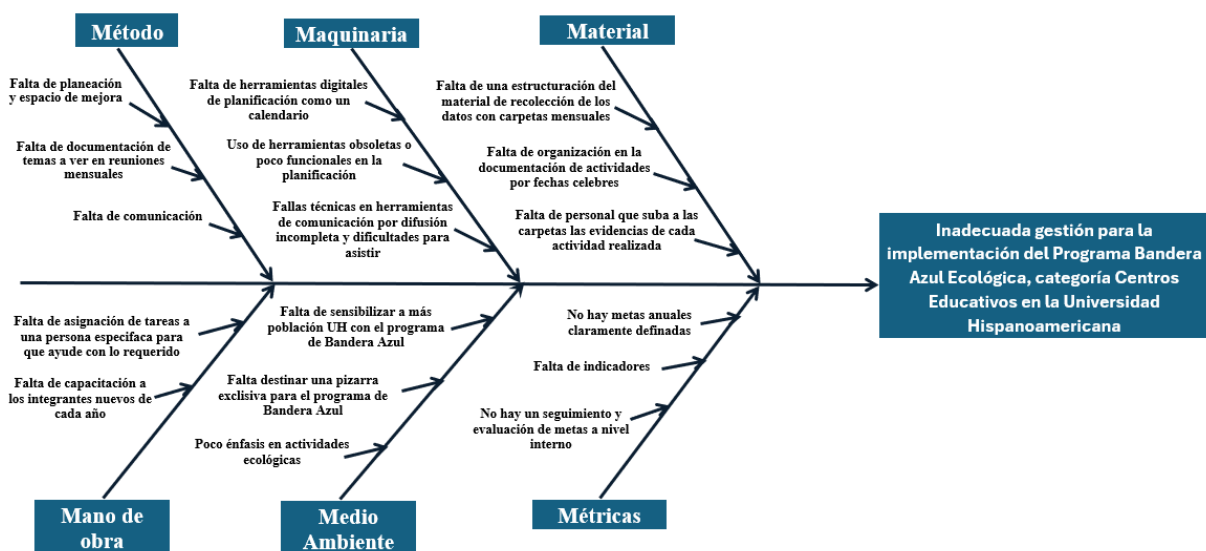 Método
Maquinaria
Material
Falta de planeación
y espacio de mejora
Falta de documentación de
temas a ver en reuniones
mensuales
Falta de comunicación
Falta de herramientas digitales
de planificación como un
calendario
Uso de herramientas obsoletas o
poco funcionales en la
planificación
Fallas técnicas en herramientas
de comunicación por difusión
incompleta y dificultades para
asistir
Falta de una estructuración del
material de recolección de los
datos con carpetas mensuales
Falta de organización en la
documentación de actividades
por fechas celebres
Falta de personal que suba a las
carpetas las evidencias de cada
actividad realizada
Inadecuada gestión para la
implementación del Programa Bandera
Azul Ecológica, categoría Centros
Educativos en la Universidad
Hispanoamericana
Falta de asignación de tareas a
una persona especifaca para
que ayude con lo requerido
Falta de capacitación a
los integrantes nuevos de
cada año
Falta de sensibilizar a más
población UH con el programa
de Bandera Azul
Falta destinar una pizarra
exclisiva para el programa de
Bandera Azul
Poco énfasis en actividades
ecológicas
No hay metas anuales
claramente definadas
Falta de indicadores
No hay un seguimiento y
evaluación de metas a nivel
interno
Mano de
obra
Medio
Ambiente
Métricas